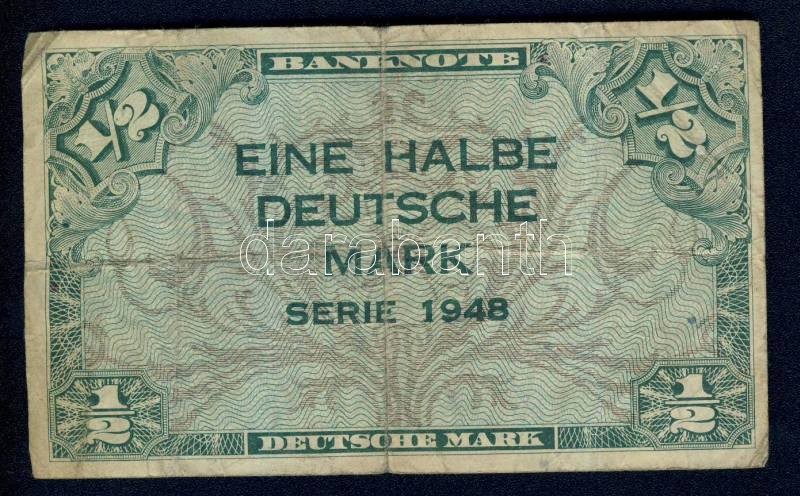 BANKNOTE
1/2
1/2
EINE HALBE
DEUTSCHE
MARK
SERIE 1948
1/2
1/2
DEUTSCHE MARK
darabanth